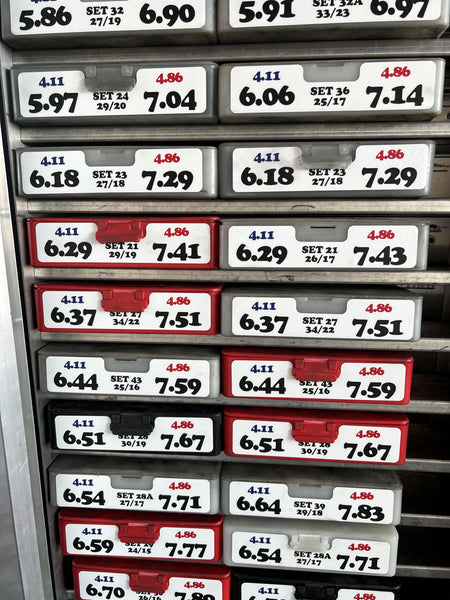 5.86 SET 32 27/19 6.90
5.91 SET 32A 33/23 6.97
4.11 4.86
5.97 SET 24 29/20 7.04
4.11 4.86
6.06 SET 36 25/17 7.14
4.11 4.86
6.18 SET 23 27/18 7.29
4.11 4.86
6.18 SET 23 27/18 7.29
4.11 4.86
6.29 SET 21 29/19 7.41
4.11 4.86
6.29 SET 21 26/17 7.43
4.11 4.86
6.37 SET 27 34/22 7.51
4.11 4.86
6.37 SET 27 34/22 7.51
4.11 4.86
6.44 SET 43 25/16 7.59
4.11 4.86
6.44 SET 43 25/16 7.59
4.11 4.86
6.51 SET 28 30/19 7.67
4.11 4.86
6.51 SET 28 30/19 7.67
4.11 4.86
6.54 SET 28A 27/17 7.71
4.11 4.86
6.64 SET 39 29/18 7.83
4.11 4.86
6.59 24/15 7.77
4.11 4.86
6.54 SET 28A 27/17 7.71
4.11 4.86
6.70
4.11 4.86